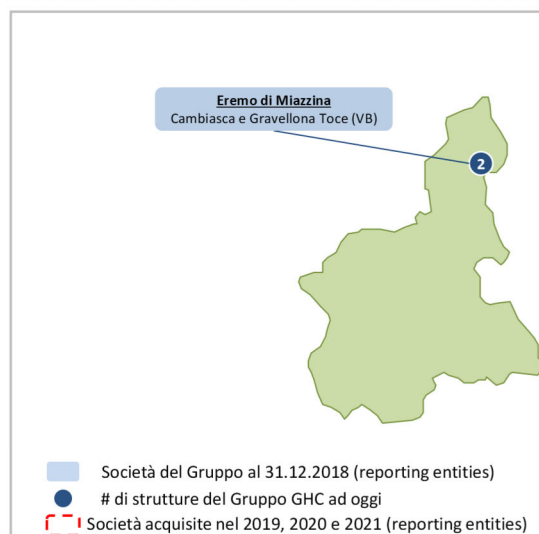 Eremo di Miazzina
Cambiasca e Gravellona Toce (VB)
2
Società del Gruppo al 31.12.2018 (reporting entities)
# di strutture del Gruppo GHC ad oggi
Società acquisite nel 2019, 2020 e 2021 (reporting entities)